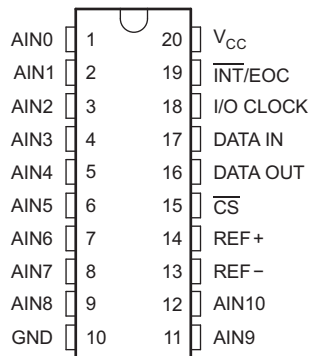 AIN0 1 20 VCC
AIN1 2 19 INT/EOC
AIN2 3 18 I/O CLOCK
AIN3 4 17 DATA IN
AIN4 5 16 DATA OUT
AIN5 6 15 CS
AIN6 7 14 REF+
AIN7 8 13 REF−
AIN8 9 12 AIN10
GND 10 11 AIN9